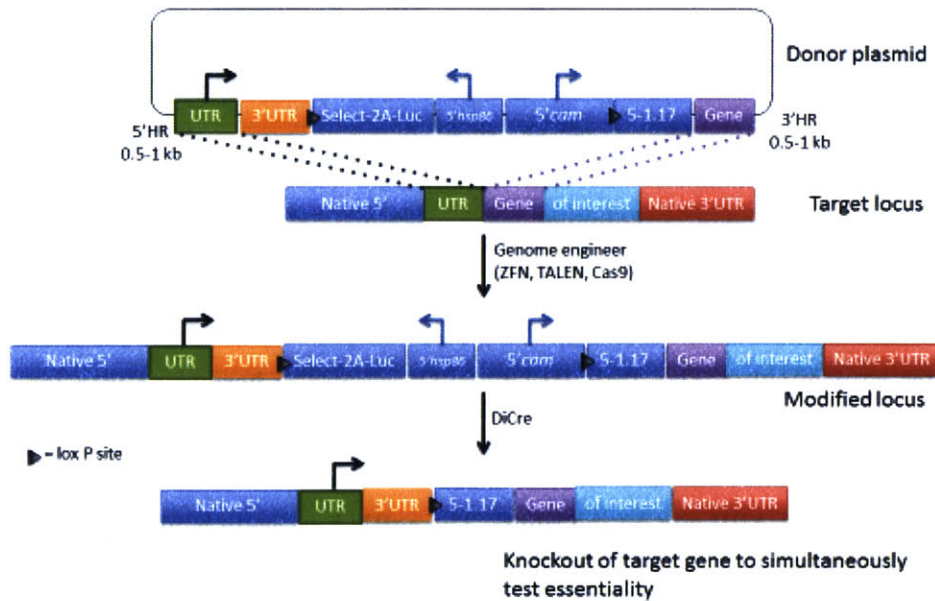 Donor plasmid
UTR 3'UTR Select-2A-Luc 5'hsp86 5'cam 5-1.17 Gene
5'HR
0.5-1 kb
3'HR
0.5-1 kb
Native 5' UTR Gene of interest Native 3'UTR
Target locus
Genome engineer
(ZFN, TALEN, Cas9)
Native 5' UTR 3'UTR Select-2A-Luc 5'hsp86 5'cam 5-1.17 Gene of interest Native 3'UTR
Modified locus
DiCre
= lox P site
Native 5' UTR 3'UTR 5-1.17 Gene of interest Native 3'UTR
Knockout of target gene to simultaneously
test essentiality